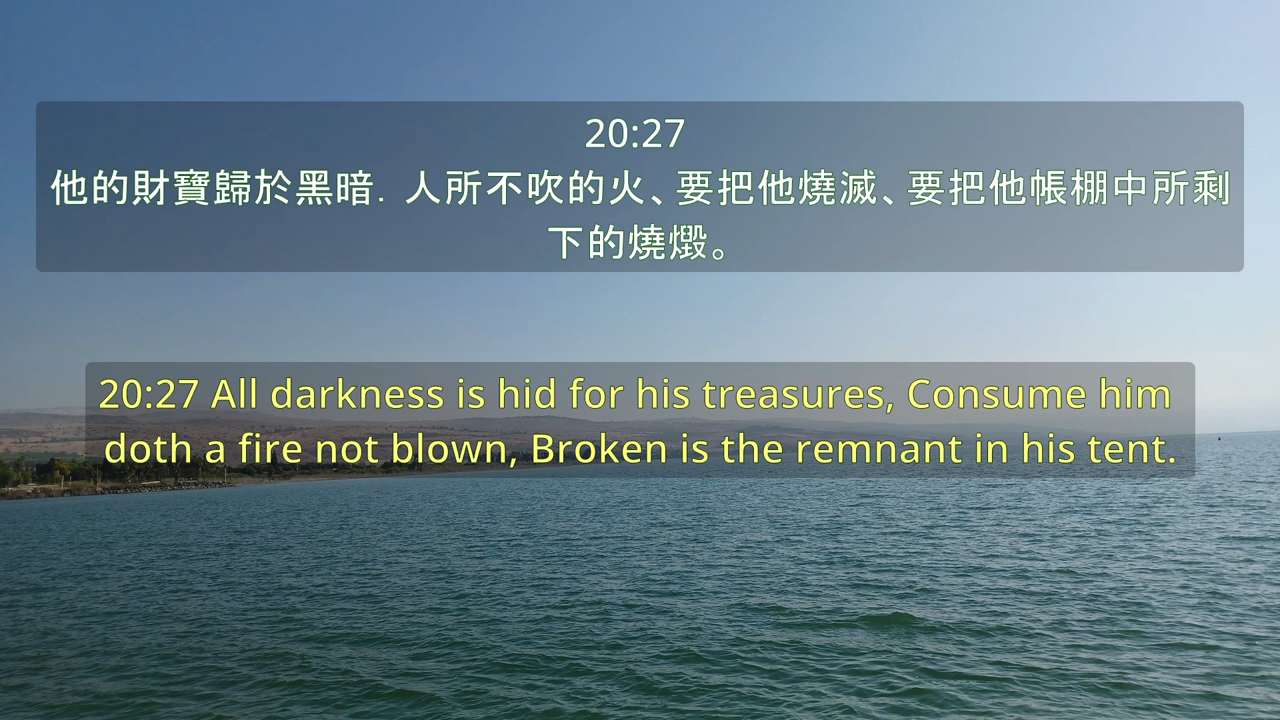 20:27
他的財寶歸於黑暗．人所不吹的火、要把他燒滅、要把他帳棚中所剩
下的燒燬。
20:27 All darkness is hid for his treasures, Consume him
doth a fire not blown, Broken is the remnant in his tent.